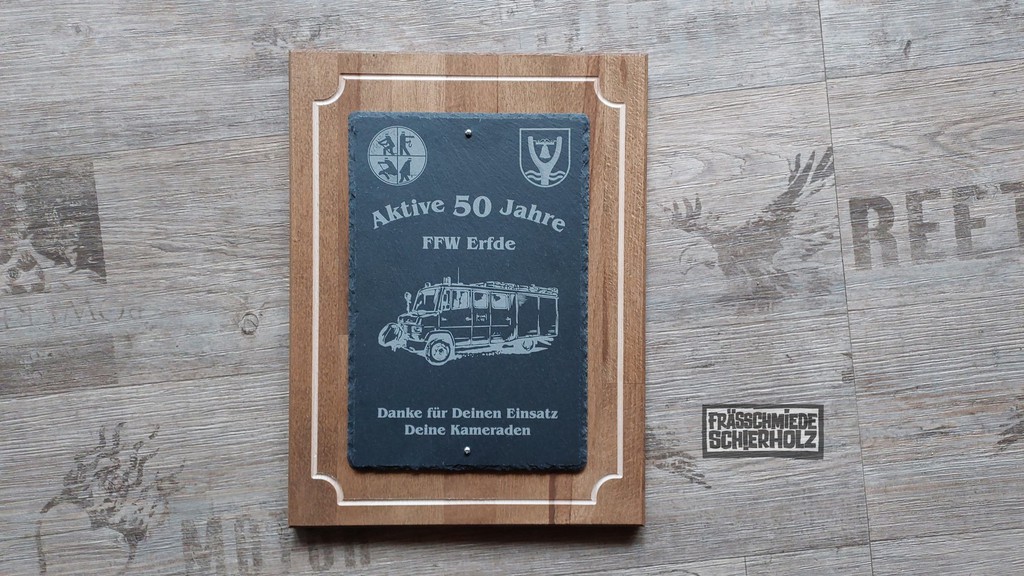 Aktive 50 Jahre
FFW Erfde
Danke für Deinen Einsatz
Deine Kameraden
REET
FRÄSSCHMIEDE
SCHIERHOLZ